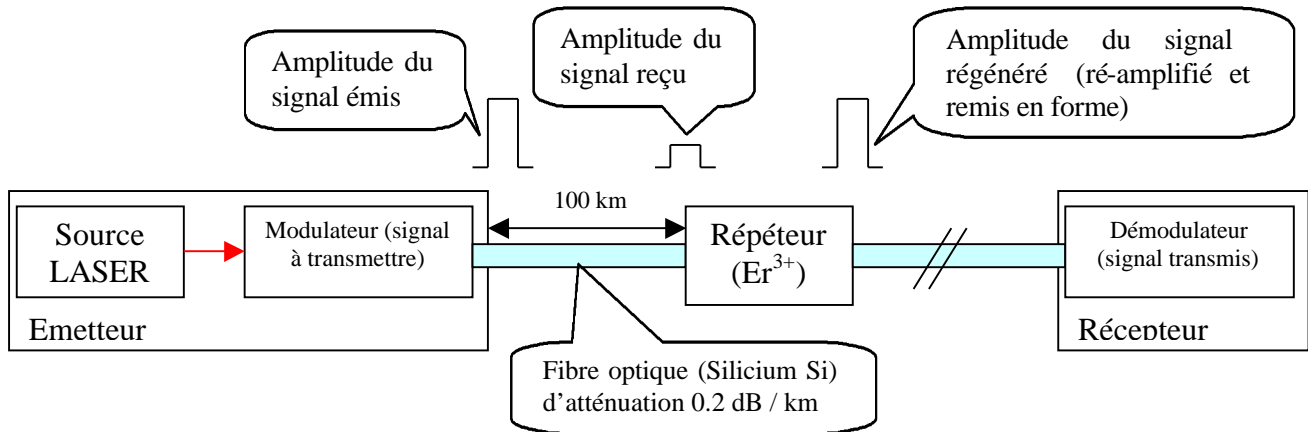 Amplitude du
signal émis
Amplitude du
signal reçu
Amplitude du signal
régénéré (ré-amplifié et
remis en forme)
100 km
Source
LASER
Modulateur (signal
à transmettre)
Répéteur
(Er3+)
Démodulateur
(signal transmis)
Emetteur
Récepteur
Fibre optique (Silicium Si)
d’atténuation 0.2 dB / km